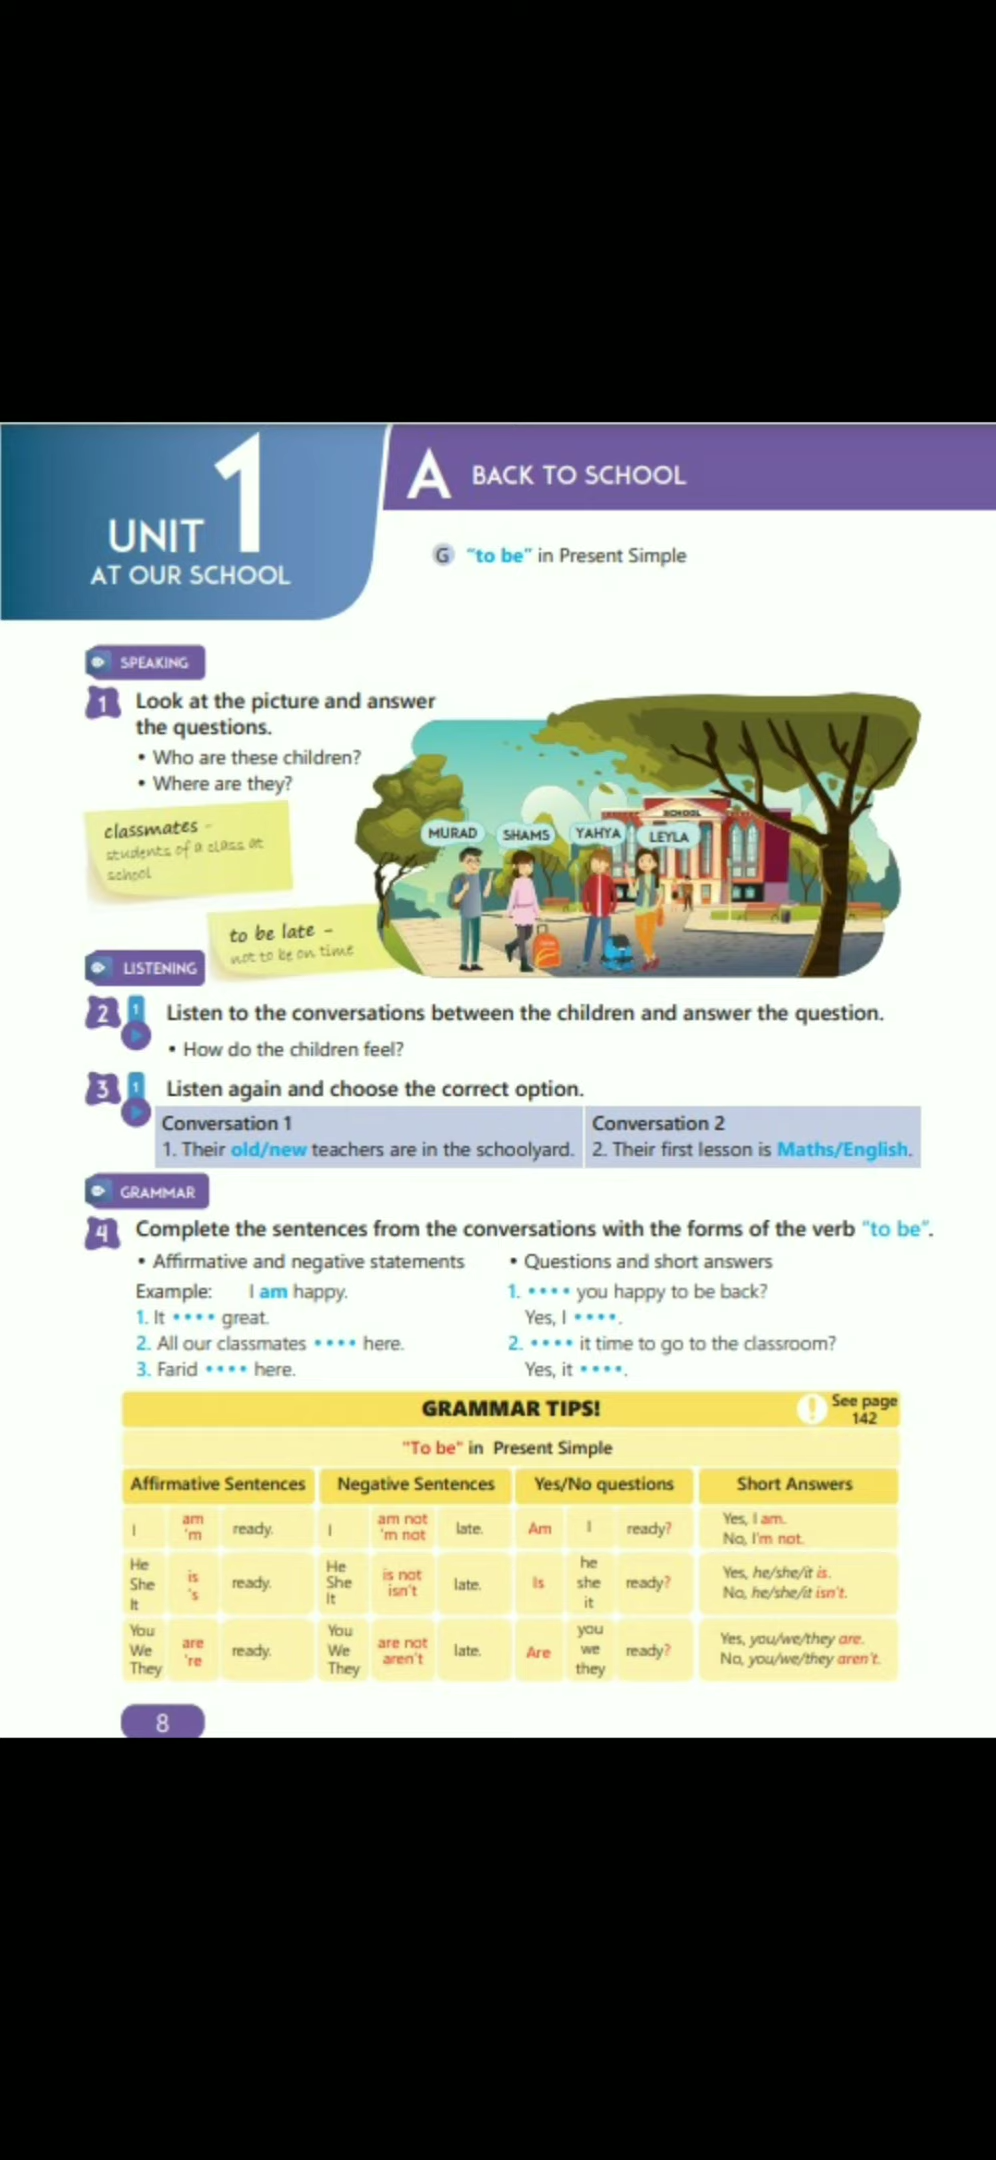 UNIT 1
AT OUR SCHOOL
A BACK TO SCHOOL
G "to be" in Present Simple
SPEAKING
1 Look at the picture and answer
the questions.
• Who are these children?
• Where are they?
classmates -
students of a class at
school
to be late -
not to be on time
SCHOOL
MURAD
SHAMS
YAHYA
LEYLA
LISTENING
2 1 Listen to the conversations between the children and answer the question.
• How do the children feel?
3 1 Listen again and choose the correct option.
Conversation 1
1. Their old/new teachers are in the schoolyard.
Conversation 2
2. Their first lesson is Maths/English.
GRAMMAR
4 Complete the sentences from the conversations with the forms of the verb "to be".
• Affirmative and negative statements
Example: I am happy.
1. It •••• great.
2. All our classmates •••• here.
3. Farid •••• here.
• Questions and short answers
1. •••• you happy to be back?
Yes, I ••••.
2. •••• it time to go to the classroom?
Yes, it ••••.
GRAMMAR TIPS!
! See page
142
"To be" in Present Simple
Affirmative Sentences
Negative Sentences
Yes/No questions
Short Answers
I
am
'm
ready.
I
am not
'm not
late.
Am
I
ready?
Yes, I am.
No, I'm not.
He
She
It
is
's
ready.
He
She
It
is not
isn't
late.
Is
he
she
it
ready?
Yes, he/she/it is.
No, he/she/it isn't.
You
We
They
are
're
ready.
You
We
They
are not
aren't
late.
Are
you
we
they
ready?
Yes, you/we/they are.
No, you/we/they aren't.
8